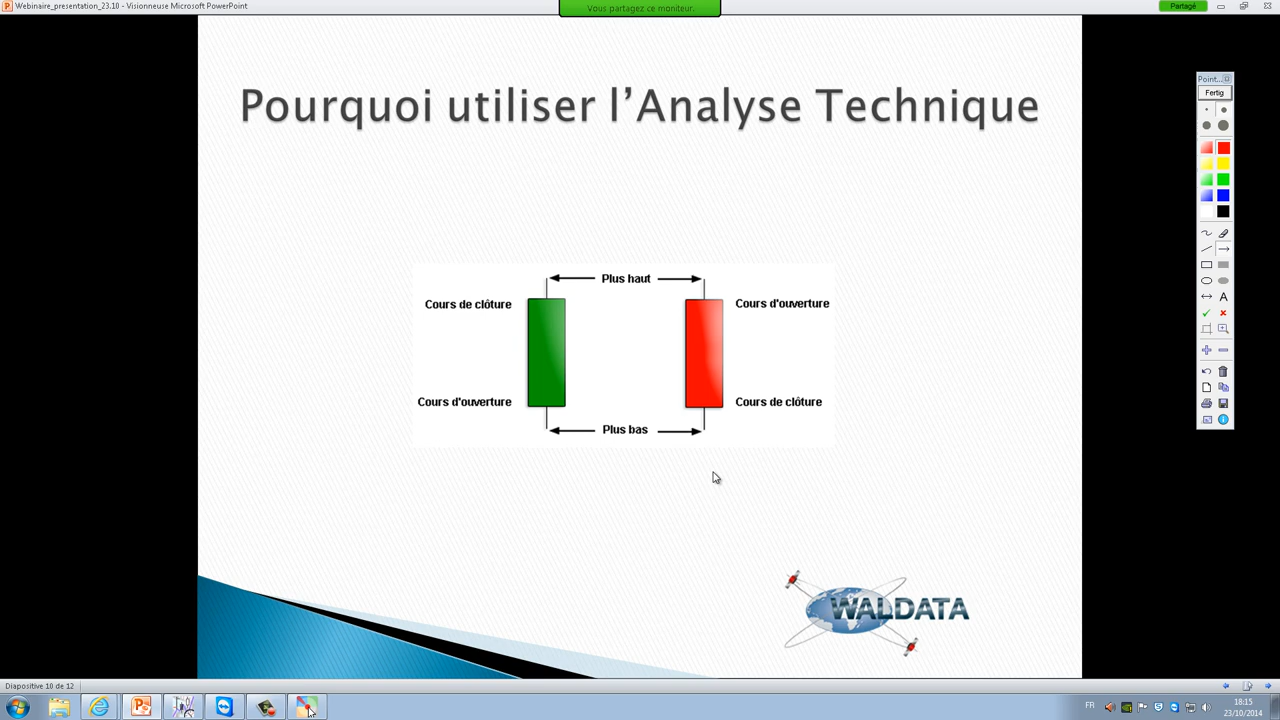 Webinaire_presentation_23.10 - Visionneuse Microsoft PowerPoint
Vous partagez ce moniteur.
Partagé
Point...
Fertig
Pourquoi utiliser l'Analyse Technique
Plus haut
Cours de clôture
Cours d'ouverture
Cours d'ouverture
Cours de clôture
Plus bas
WALDATA
Diapositive 10 de 12
FR
18:15
23/10/2014